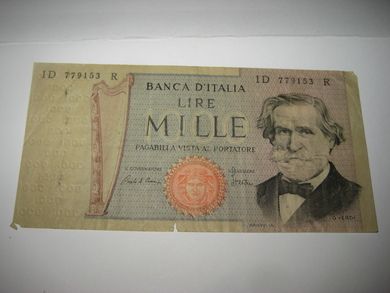 1D 779153 R
1D 779153 R
BANCA D'ITALIA
LIRE
MILLE
PAGABILI A VISTA AL PORTATORE
IL GOVERNATORE
IL CASSIERE
G. VERDI